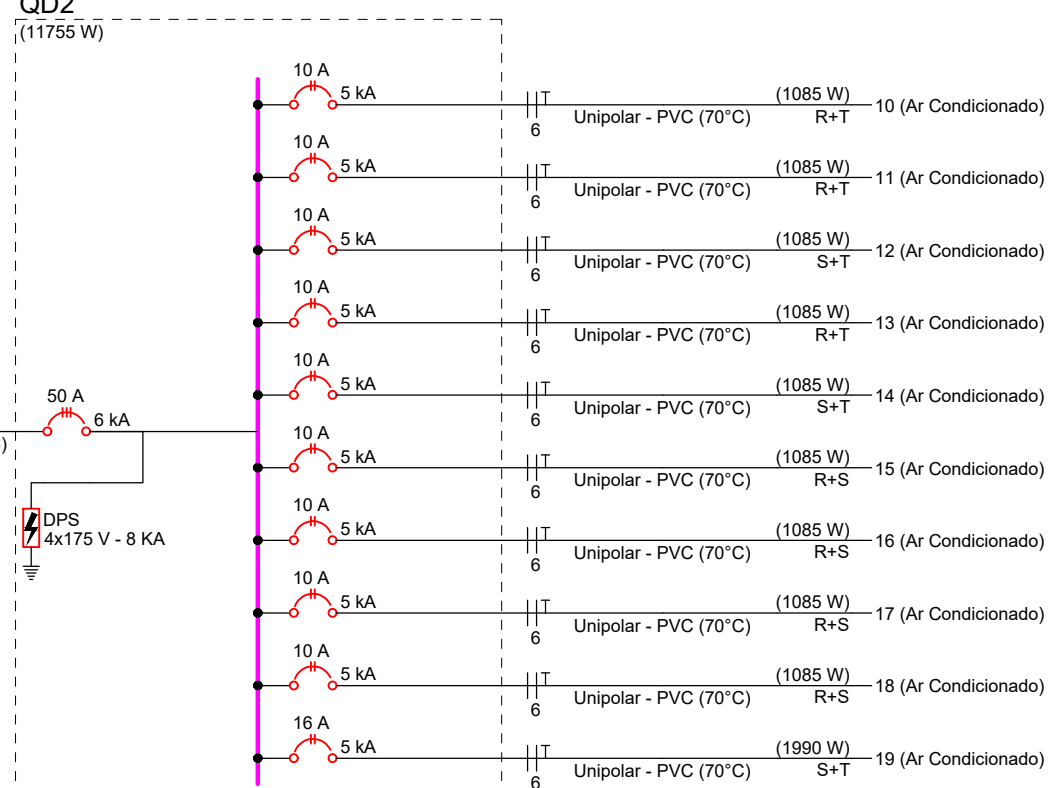 QD2
(11755 W)
10 A
5 kA
T
6
Unipolar - PVC (70°C)
(1085 W)
R+T
10 (Ar Condicionado)
10 A
5 kA
T
6
Unipolar - PVC (70°C)
(1085 W)
R+T
11 (Ar Condicionado)
10 A
5 kA
T
6
Unipolar - PVC (70°C)
(1085 W)
S+T
12 (Ar Condicionado)
10 A
5 kA
T
6
Unipolar - PVC (70°C)
(1085 W)
R+T
13 (Ar Condicionado)
10 A
5 kA
T
6
Unipolar - PVC (70°C)
(1085 W)
S+T
14 (Ar Condicionado)
50 A
6 kA
)
DPS
4x175 V - 8 KA
10 A
5 kA
T
6
Unipolar - PVC (70°C)
(1085 W)
R+S
15 (Ar Condicionado)
10 A
5 kA
T
6
Unipolar - PVC (70°C)
(1085 W)
R+S
16 (Ar Condicionado)
10 A
5 kA
T
6
Unipolar - PVC (70°C)
(1085 W)
R+S
17 (Ar Condicionado)
10 A
5 kA
T
6
Unipolar - PVC (70°C)
(1085 W)
R+S
18 (Ar Condicionado)
16 A
5 kA
T
6
Unipolar - PVC (70°C)
(1990 W)
S+T
19 (Ar Condicionado)